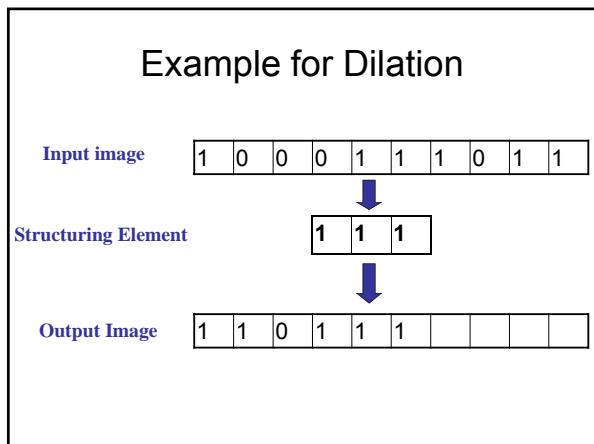 Example for Dilation
Input image 1 0 0 0 1 1 1 0 1 1
Structuring Element 1 1 1
Output Image 1 1 0 1 1 1